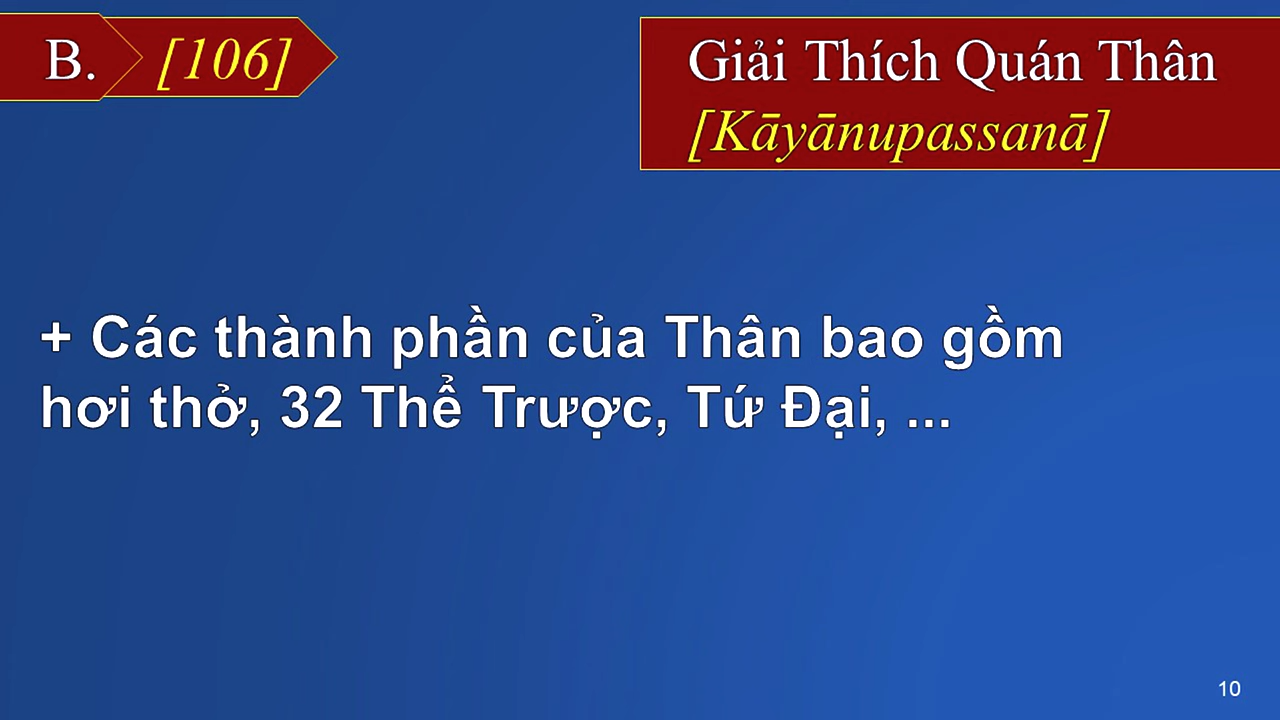 B. [106]
Giải Thích Quán Thân
[Kāyānupassanā]
+ Các thành phần của Thân bao gồm
hơi thở, 32 Thể Trược, Tứ Đại, ...
10